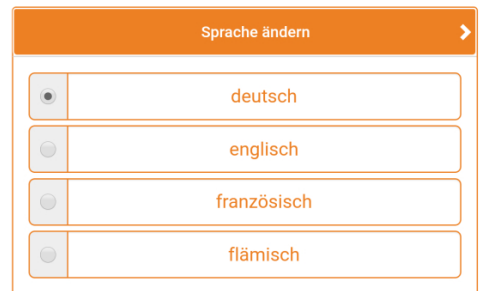 Sprache ändern
deutsch
englisch
französisch
flämisch